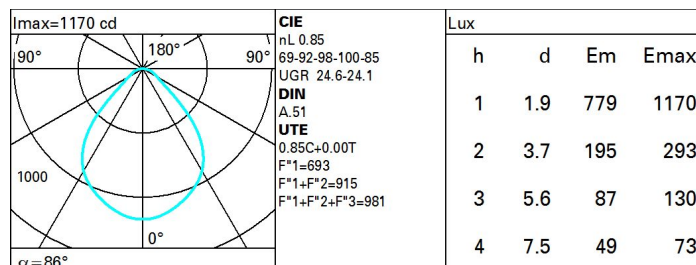 Imax=1170 cd
90°
180°
90°
1000
0°
α=86°
CIE
nL 0.85
69-92-98-100-85
UGR 24.6-24.1
DIN
A.51
UTE
0.85C+0.00T
F"1=693
F"1+F"2=915
F"1+F"2+F"3=981
Lux
h d Em Emax
1 1.9 779 1170
2 3.7 195 293
3 5.6 87 130
4 7.5 49 73